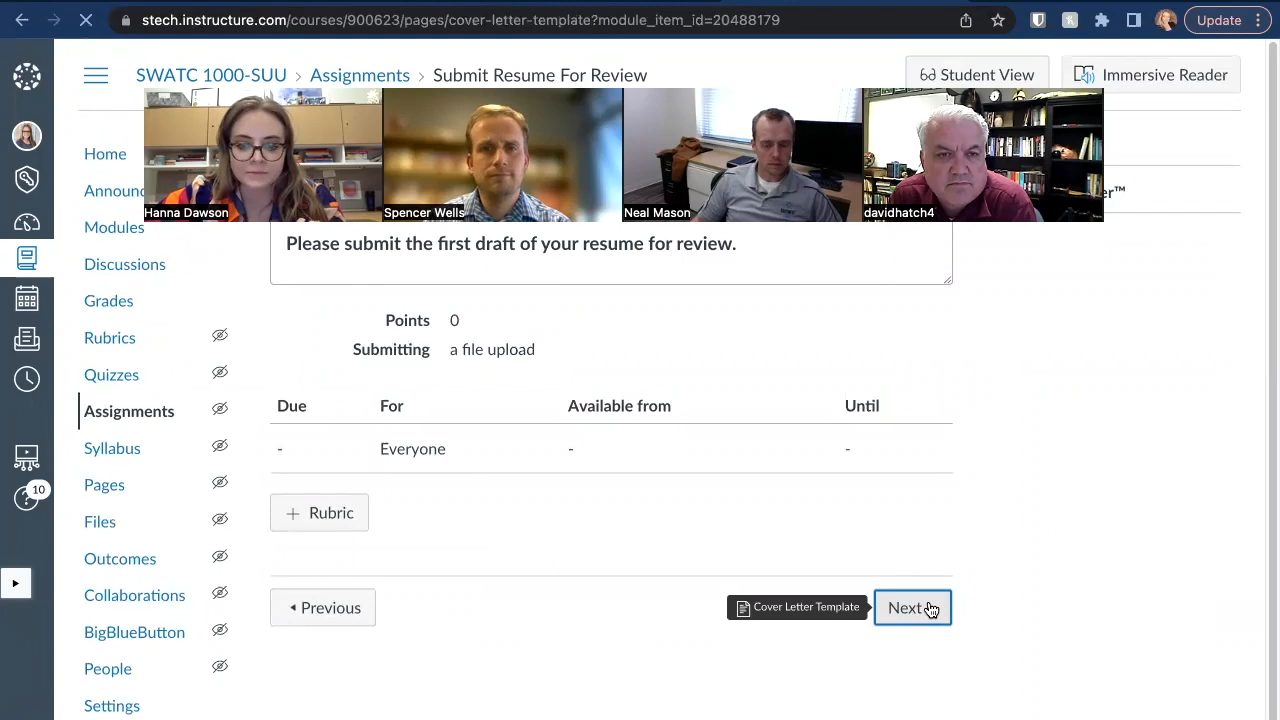 stech.instructure.com/courses/900623/pages/cover-letter-template?module_item_id=20488179
Update
SWATC 1000-SUU › Assignments › Submit Resume For Review
Student View
Immersive Reader
Home
Announ
Modules
Discussions
Grades
Rubrics
Quizzes
Assignments
Syllabus
Pages
Files
Outcomes
Collaborations
BigBlueButton
People
Settings
10
Hanna Dawson
Spencer Wells
Neal Mason
davidhatch4
er™
Please submit the first draft of your resume for review.
Points 0
Submitting a file upload
Due For Available from Until
- Everyone - -
+ Rubric
Previous
Cover Letter Template
Next